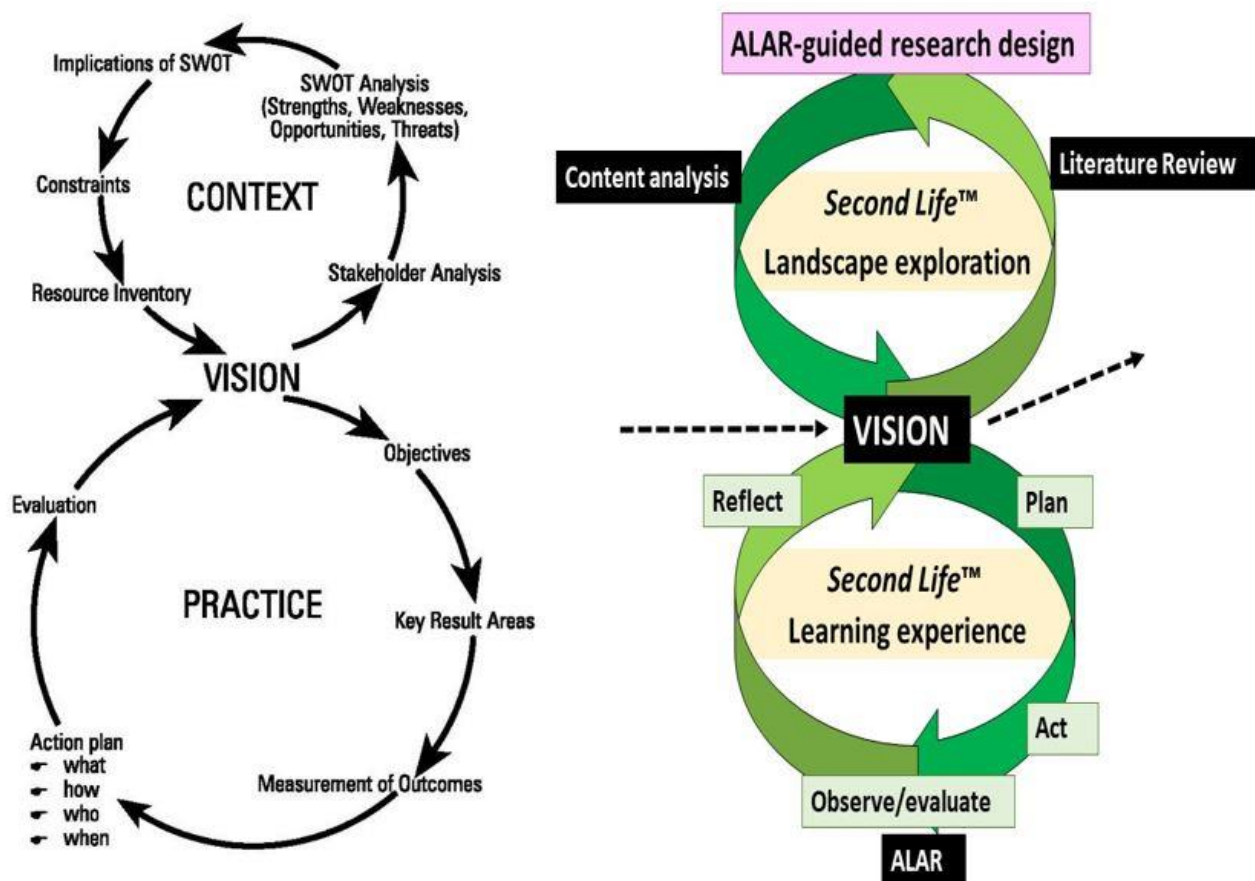 Implications of SWOT
SWOT Analysis
(Strengths, Weaknesses,
Opportunities, Threats)
Constraints
CONTEXT
Resource Inventory
Stakeholder Analysis
VISION
Objectives
Evaluation
PRACTICE
Key Result Areas
Action plan
what
how
who
when
Measurement of Outcomes
ALAR-guided research design
Content analysis
Literature Review
Second Life™
Landscape exploration
VISION
Reflect
Plan
Second Life™
Learning experience
Act
Observe/evaluate
ALAR